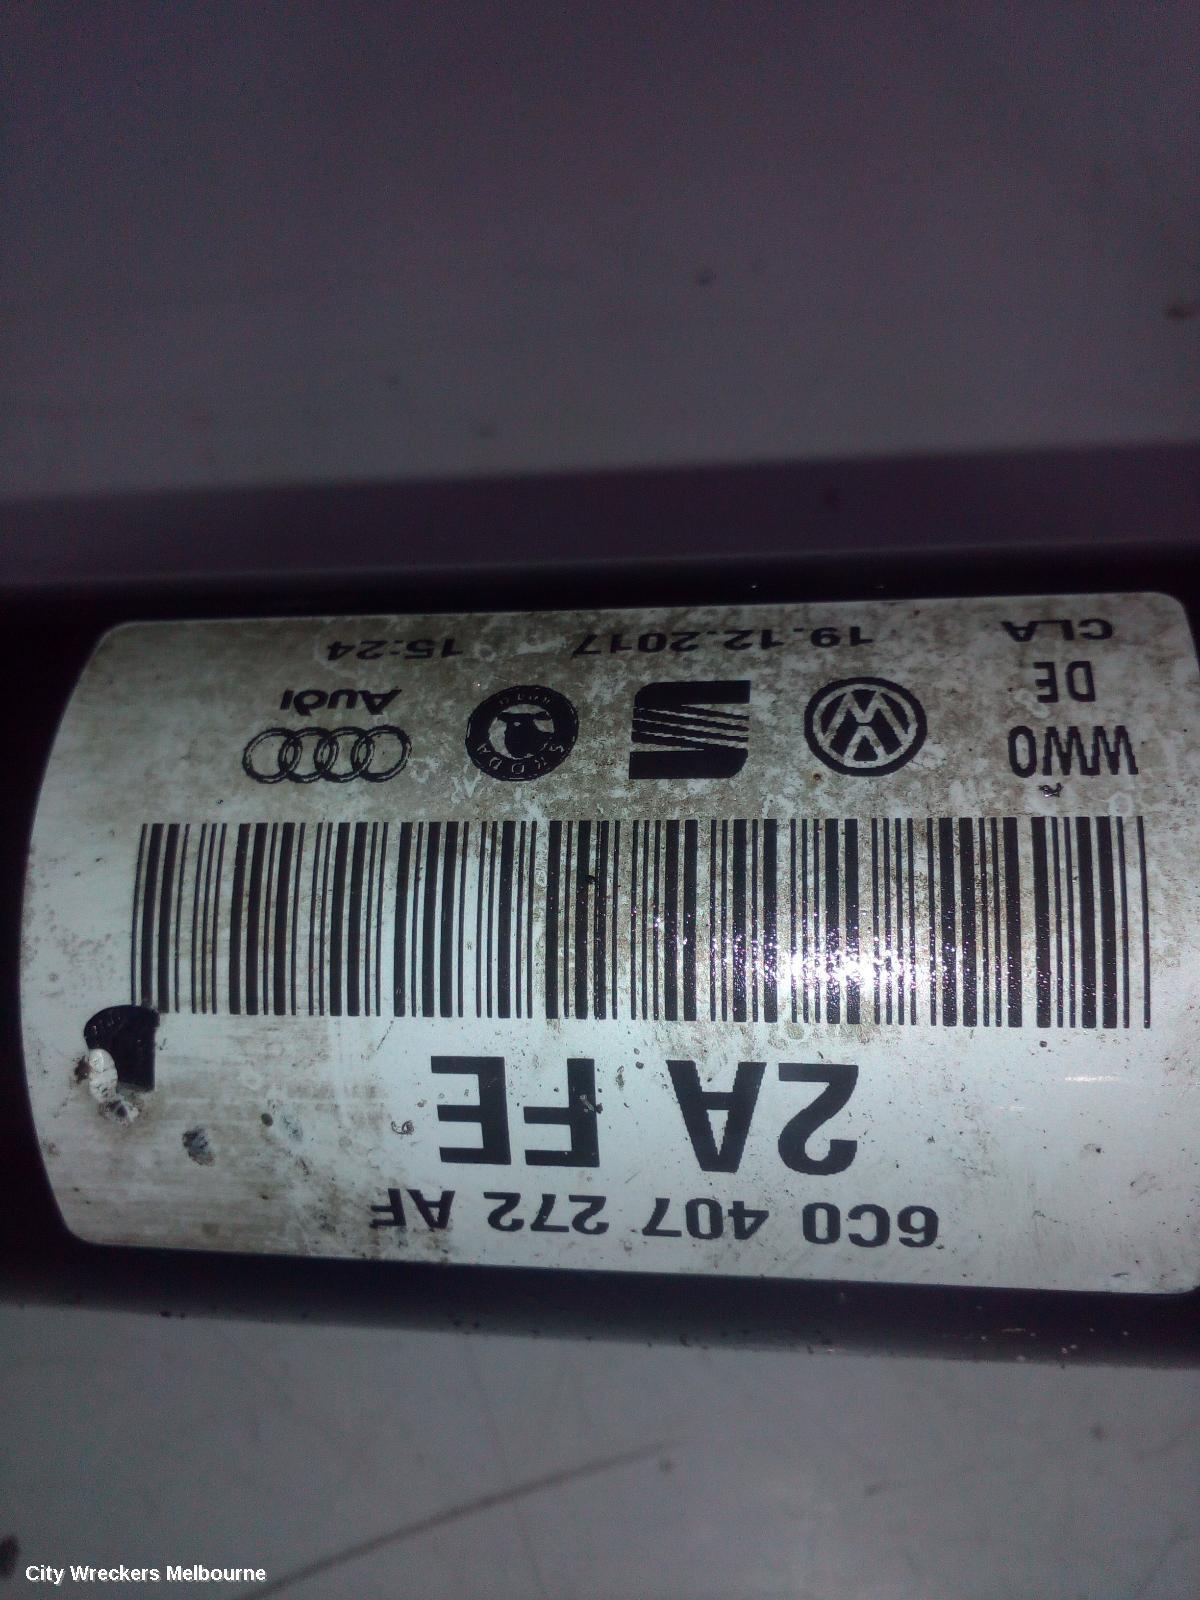 6C0 407 272 AF
2A FE
WWO
DE
CLA
SKODA
AUTO
Audi
19.12.2017 15:24
City Wreckers Melbourne